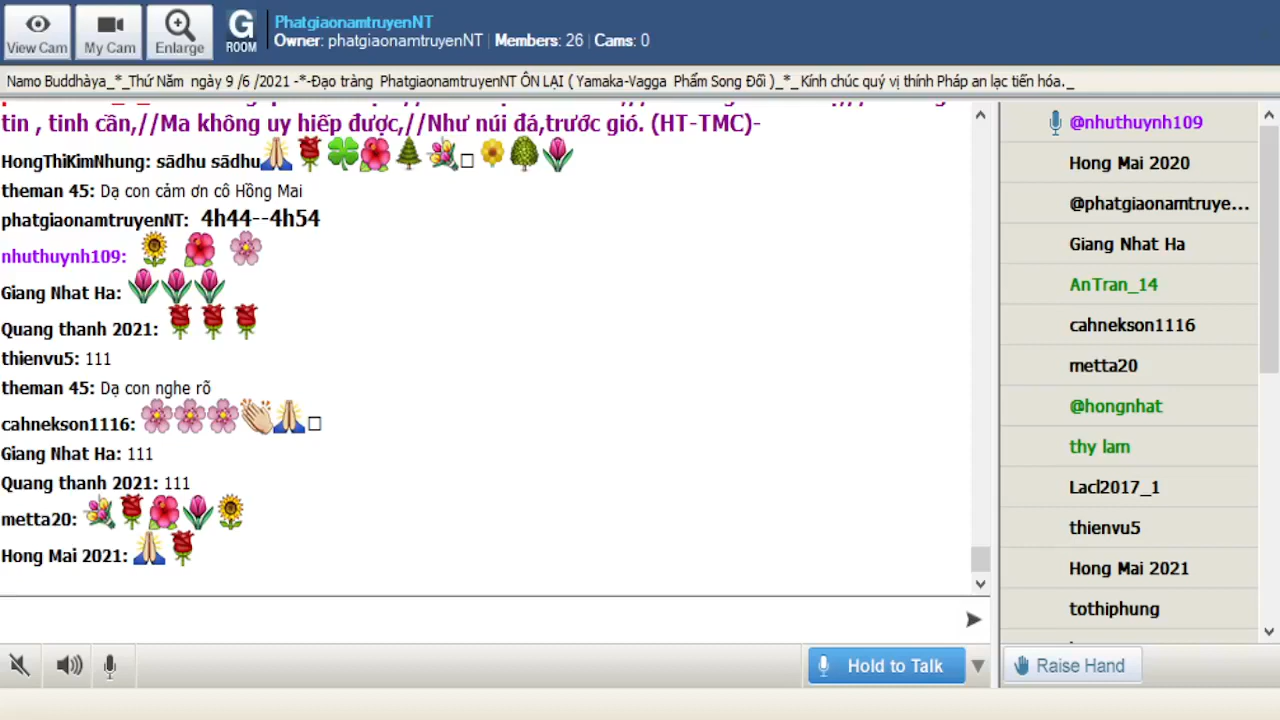 View Cam
My Cam
Enlarge
G
ROOM
PhatgiaonamtruyenNT
Owner: phatgiaonamtruyenNT | Members: 26 | Cams: 0
Namo Buddhàya_*_Thứ Năm ngày 9 /6 /2021 -*-Đạo tràng PhatgiaonamtruyenNT ÔN LẠI ( Yamaka-Vagga Phẩm Song Đối )_*_Kính chúc quý vị thính Pháp an lạc tiến hóa._
tin , tinh cần,//Ma không uy hiếp được,//Như núi đá,trước gió. (HT-TMC)-
HongThiKimNhung: sādhu sādhu
theman 45: Dạ con cảm ơn cô Hồng Mai
phatgiaonamtruyenNT: 4h44--4h54
nhuthuynh109:
Giang Nhat Ha:
Quang thanh 2021:
thienvu5: 111
theman 45: Dạ con nghe rõ
cahnekson1116:
Giang Nhat Ha: 111
Quang thanh 2021: 111
metta20:
Hong Mai 2021:
@nhuthuynh109
Hong Mai 2020
@phatgiaonamtruye...
Giang Nhat Ha
AnTran_14
cahnekson1116
metta20
@hongnhat
thy lam
Lacl2017_1
thienvu5
Hong Mai 2021
tothiphung
Hold to Talk
Raise Hand